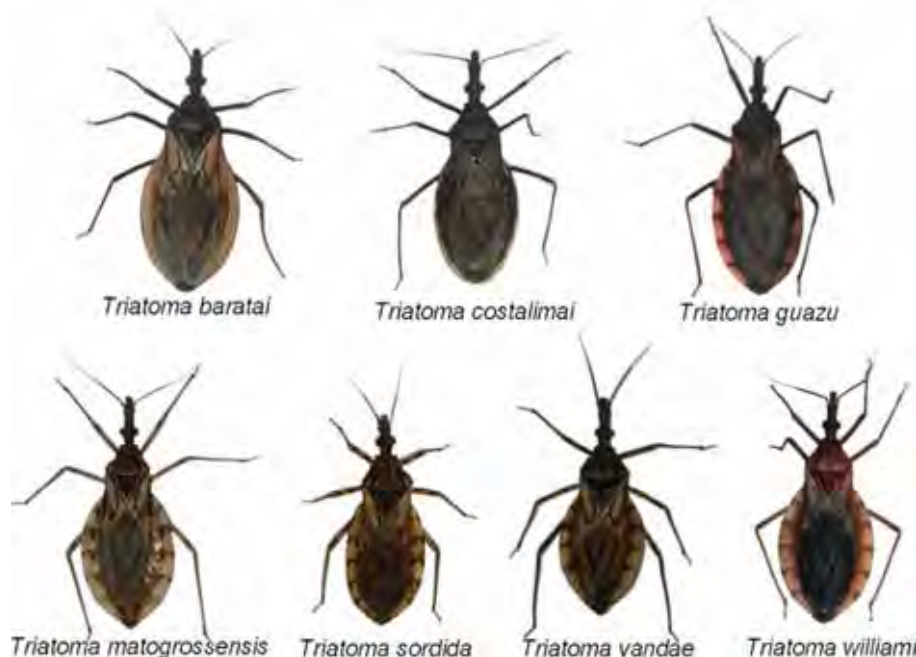 Triatoma baratai
Triatoma costalimai
Triatoma guazu
Triatoma matogrossensis
Triatoma sordida
Triatoma vandae
Triatoma williami